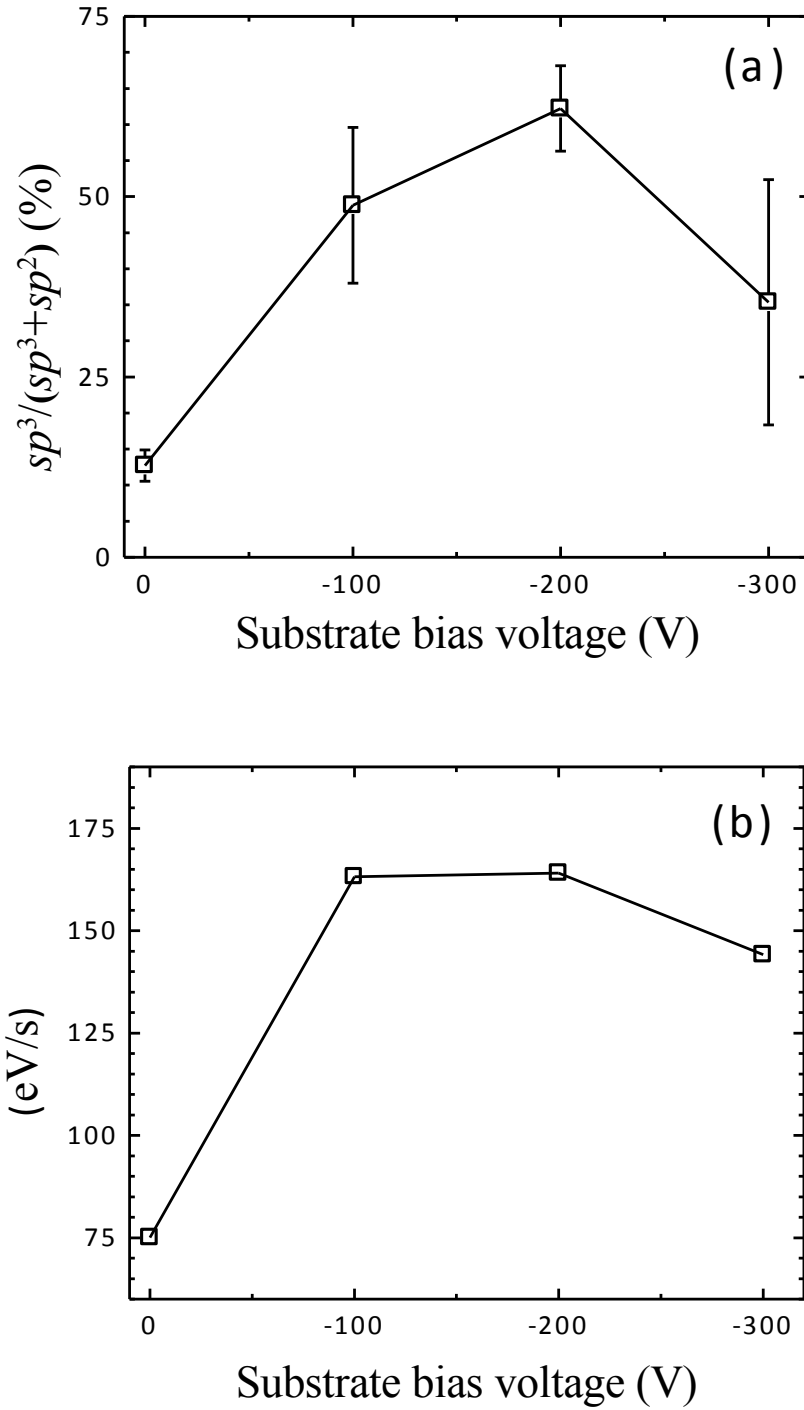 75
(a)
50
25
0
sp³/(sp³+sp²) (%)
0 -100 -200 -300
Substrate bias voltage (V)
(b)
175
150
125
100
75
(eV/s)
0 -100 -200 -300
Substrate bias voltage (V)